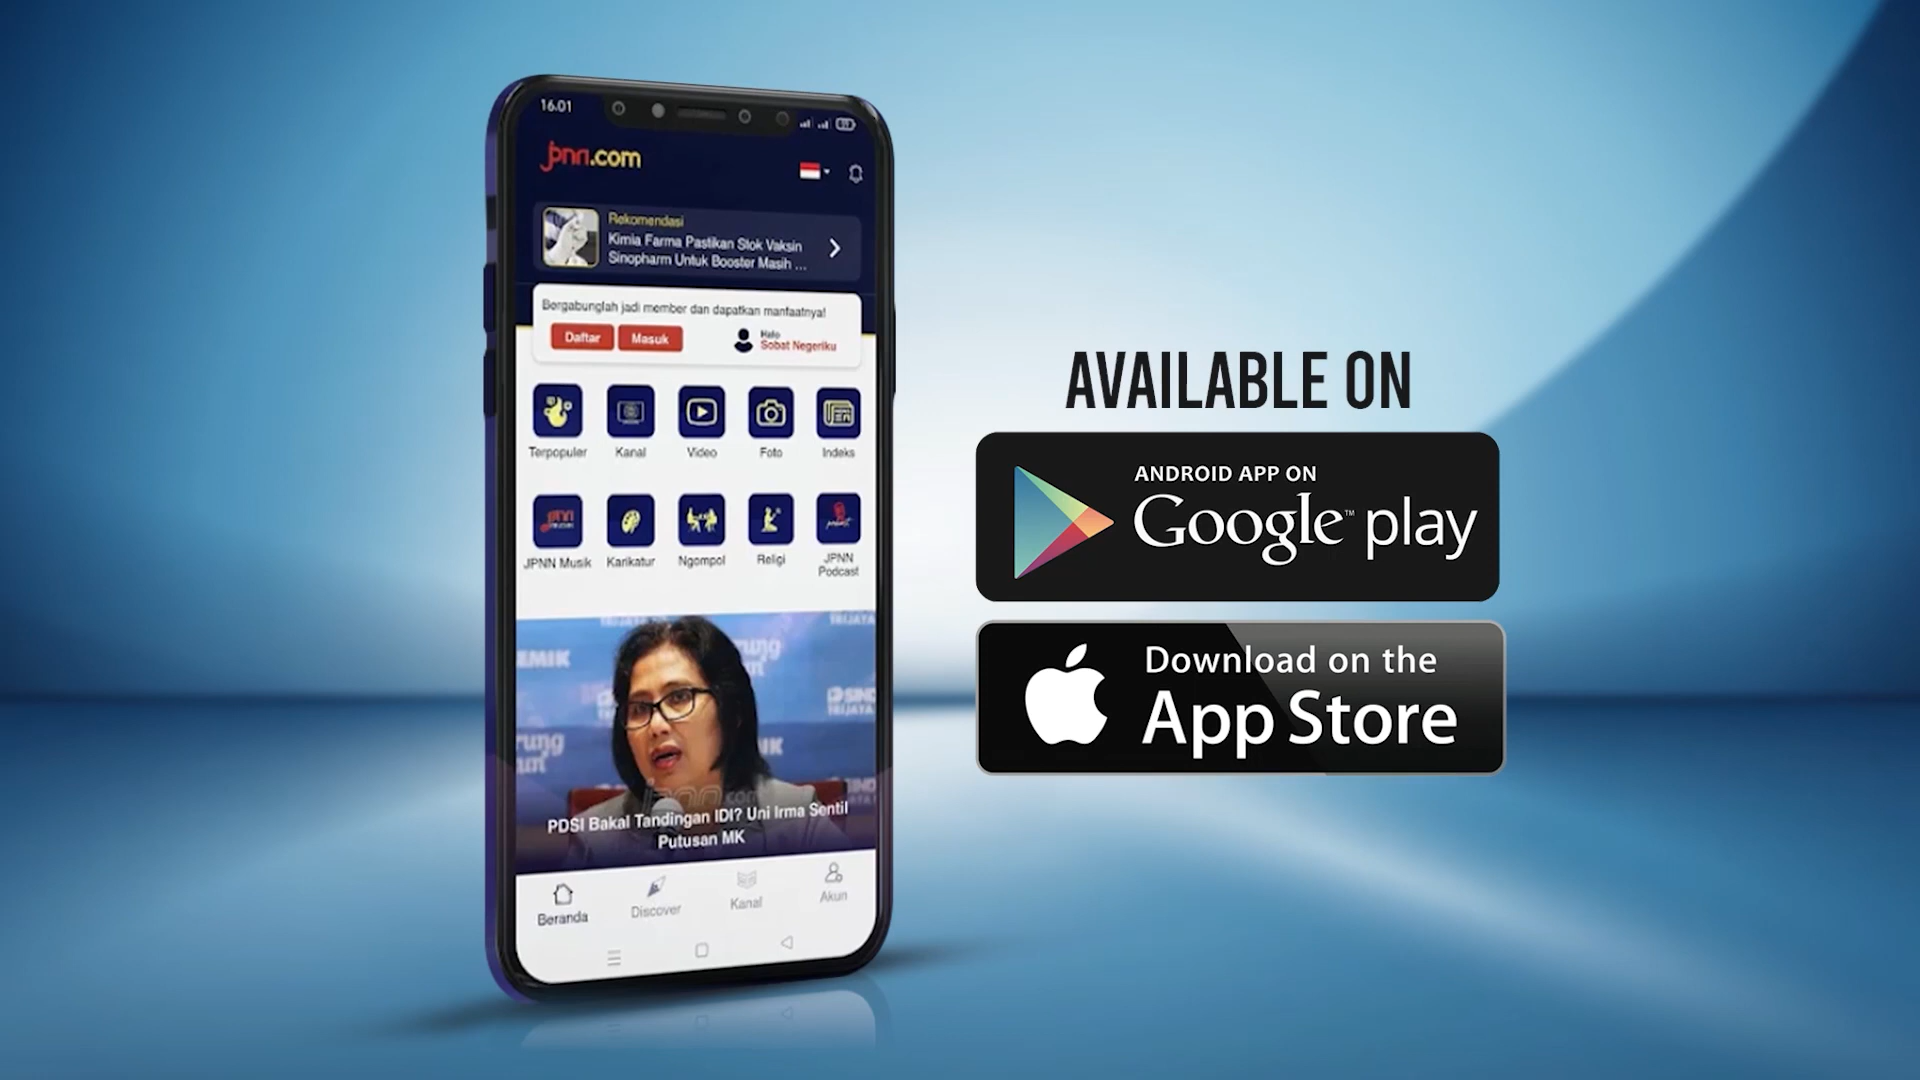 16.01
jpnn.com
Rekomendasi
Kimia Farma Pastikan Stok Vaksin
Sinopharm Untuk Booster Masih ...
Bergabunglah jadi member dan dapatkan manfaatnya!
Daftar
Masuk
Halo
Sobat Negeriku
Terpopuler
Kanal
Video
Foto
Indeks
JPNN Musik
Karikatur
Ngompol
Religi
JPNN
Podcast
PDSI Bakal Tandingan IDI? Uni Irma Sentil
Putusan MK
Beranda
Discover
Kanal
Akun
AVAILABLE ON
ANDROID APP ON
Google™ play
Download on the
App Store